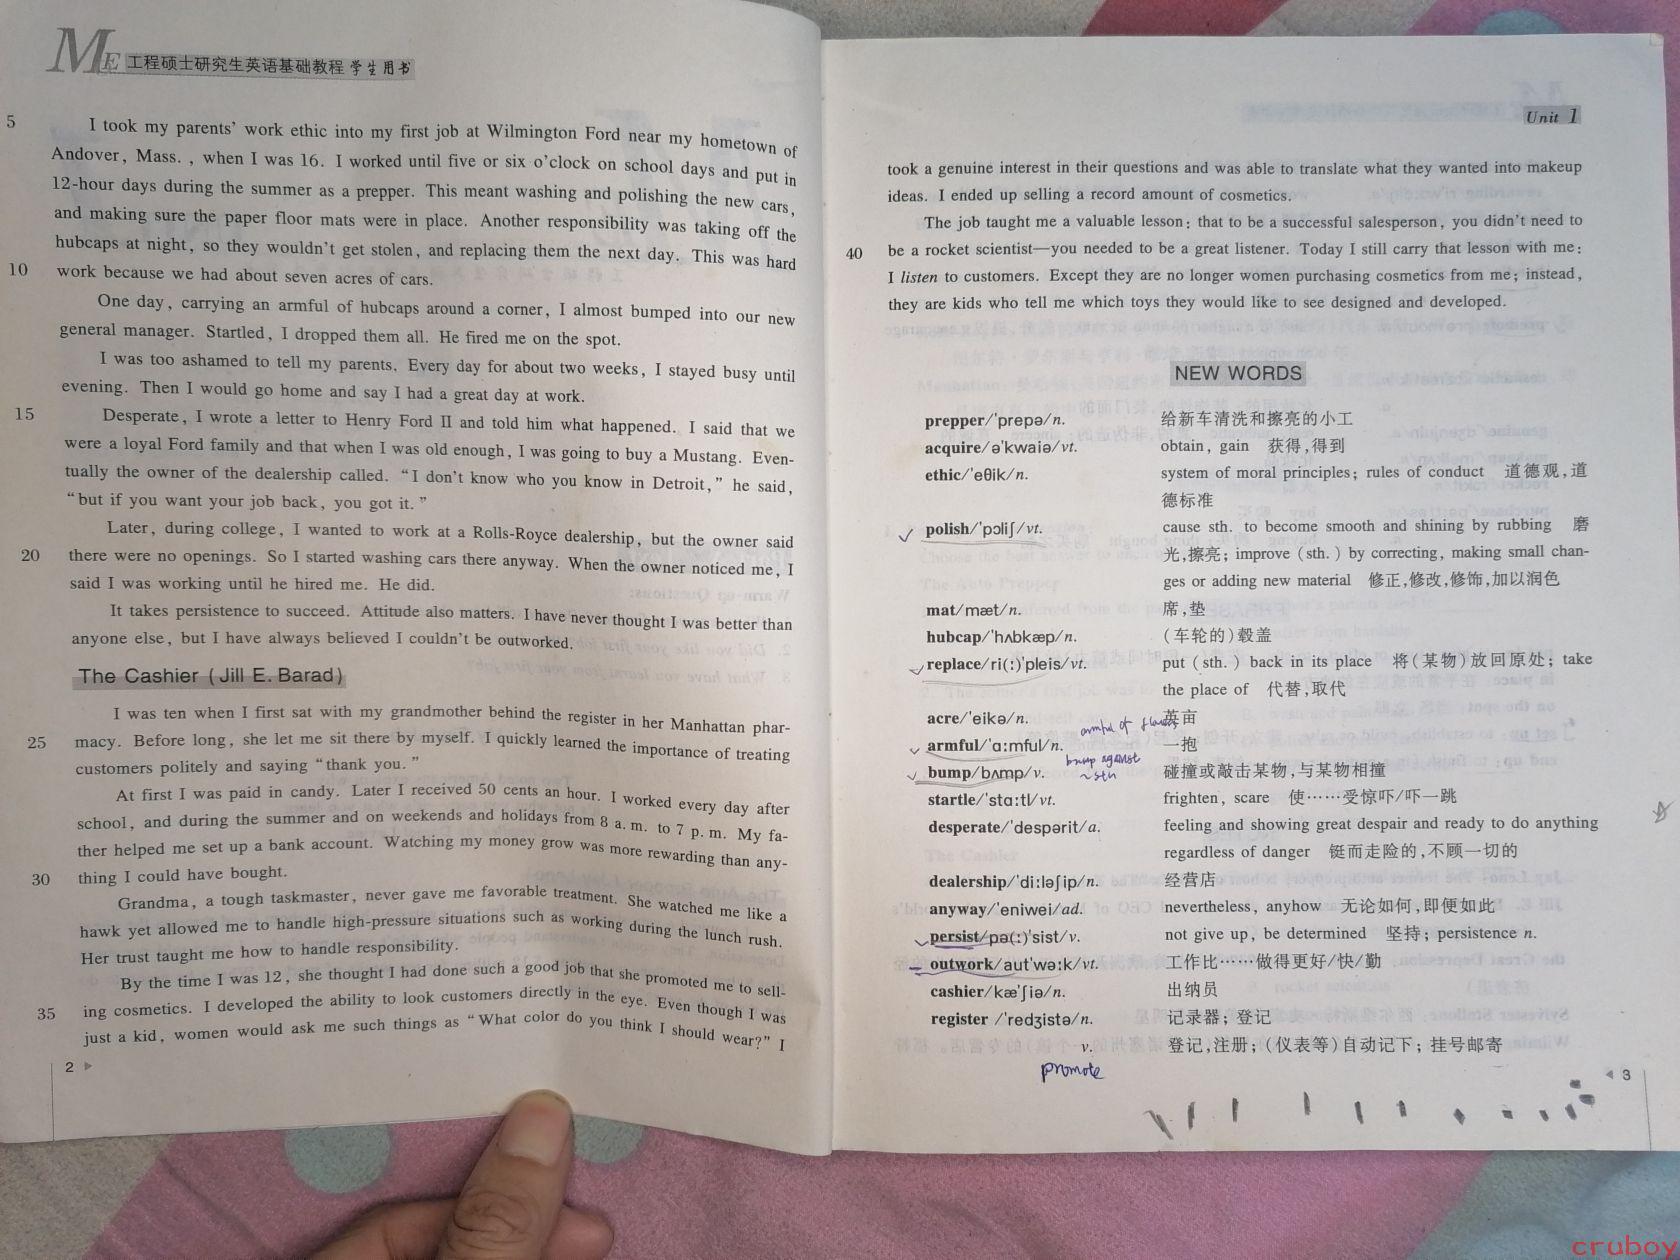 ME 工程硕士研究生英语基础教程 学生用书
5 I took my parents' work ethic into my first job at Wilmington Ford near my hometown of
Andover, Mass. , when I was 16. I worked until five or six o'clock on school days and put in
12-hour days during the summer as a prepper. This meant washing and polishing the new cars,
and making sure the paper floor mats were in place. Another responsibility was taking off the
hubcaps at night, so they wouldn't get stolen, and replacing them the next day. This was hard
10 work because we had about seven acres of cars.
One day, carrying an armful of hubcaps around a corner, I almost bumped into our new
general manager. Startled, I dropped them all. He fired me on the spot.
I was too ashamed to tell my parents. Every day for about two weeks, I stayed busy until
evening. Then I would go home and say I had a great day at work.
15 Desperate, I wrote a letter to Henry Ford II and told him what happened. I said that we
were a loyal Ford family and that when I was old enough, I was going to buy a Mustang. Even-
tually the owner of the dealership called. "I don't know who you know in Detroit," he said,
"but if you want your job back, you got it."
Later, during college, I wanted to work at a Rolls-Royce dealership, but the owner said
20 there were no openings. So I started washing cars there anyway. When the owner noticed me, I
said I was working until he hired me. He did.
It takes persistence to succeed. Attitude also matters. I have never thought I was better than
anyone else, but I have always believed I couldn't be outworked.
The Cashier (Jill E. Barad)
I was ten when I first sat with my grandmother behind the register in her Manhattan phar-
25 macy. Before long, she let me sit there by myself. I quickly learned the importance of treating
customers politely and saying "thank you."
At first I was paid in candy. Later I received 50 cents an hour. I worked every day after
school, and during the summer and on weekends and holidays from 8 a.m. to 7 p.m. My fa-
ther helped me set up a bank account. Watching my money grow was more rewarding than any-
30 thing I could have bought.
Grandma, a tough taskmaster, never gave me favorable treatment. She watched me like a
hawk yet allowed me to handle high-pressure situations such as working during the lunch rush.
Her trust taught me how to handle responsibility.
By the time I was 12, she thought I had done such a good job that she promoted me to sell-
35 ing cosmetics. I developed the ability to look customers directly in the eye. Even though I was
just a kid, women would ask me such things as "What color do you think I should wear?" I
2
Unit 1
took a genuine interest in their questions and was able to translate what they wanted into makeup
ideas. I ended up selling a record amount of cosmetics.
The job taught me a valuable lesson: that to be a successful salesperson, you didn't need to
40 be a rocket scientist—you needed to be a great listener. Today I still carry that lesson with me:
I listen to customers. Except they are no longer women purchasing cosmetics from me; instead,
they are kids who tell me which toys they would like to see designed and developed.
NEW WORDS
prepper/'prepə/n. 给新车清洗和擦亮的小工
acquire/ə'kwaiə/vt. obtain, gain 获得,得到
ethic/'eθik/n. system of moral principles; rules of conduct 道德观,道
德标准
polish/'pɔliʃ/vt. cause sth. to become smooth and shining by rubbing 磨
光,擦亮; improve (sth.) by correcting, making small chan-
ges or adding new material 修正,修改,修饰,加以润色
mat/mæt/n. 席,垫
hubcap/'hʌbkæp/n. (车轮的)毂盖
replace/ri(:)'pleis/vt. put (sth.) back in its place 将(某物)放回原处; take
the place of 代替,取代
acre/'eikə/n. 英亩
armful of flowers
armful/'ɑ:mful/n. 一抱
bump against
~ sth
bump/bʌmp/v. 碰撞或敲击某物,与某物相撞
startle/'stɑ:tl/vt. frighten, scare 使……受惊吓/吓一跳
desperate/'despərit/a. feeling and showing great despair and ready to do anything
regardless of danger 铤而走险的,不顾一切的
dealership/'di:ləʃip/n. 经营店
anyway/'eniwei/ad. nevertheless, anyhow 无论如何,即便如此
persist/pə(:)'sist/v. not give up, be determined 坚持; persistence n.
outwork/aut'wə:k/vt. 工作比……做得更好/快/勤
cashier/kæ'ʃiə/n. 出纳员
register /'redʒistə/n. 记录器; 登记
v. 登记,注册; (仪表等)自动记下; 挂号邮寄
promote
3
cruboy